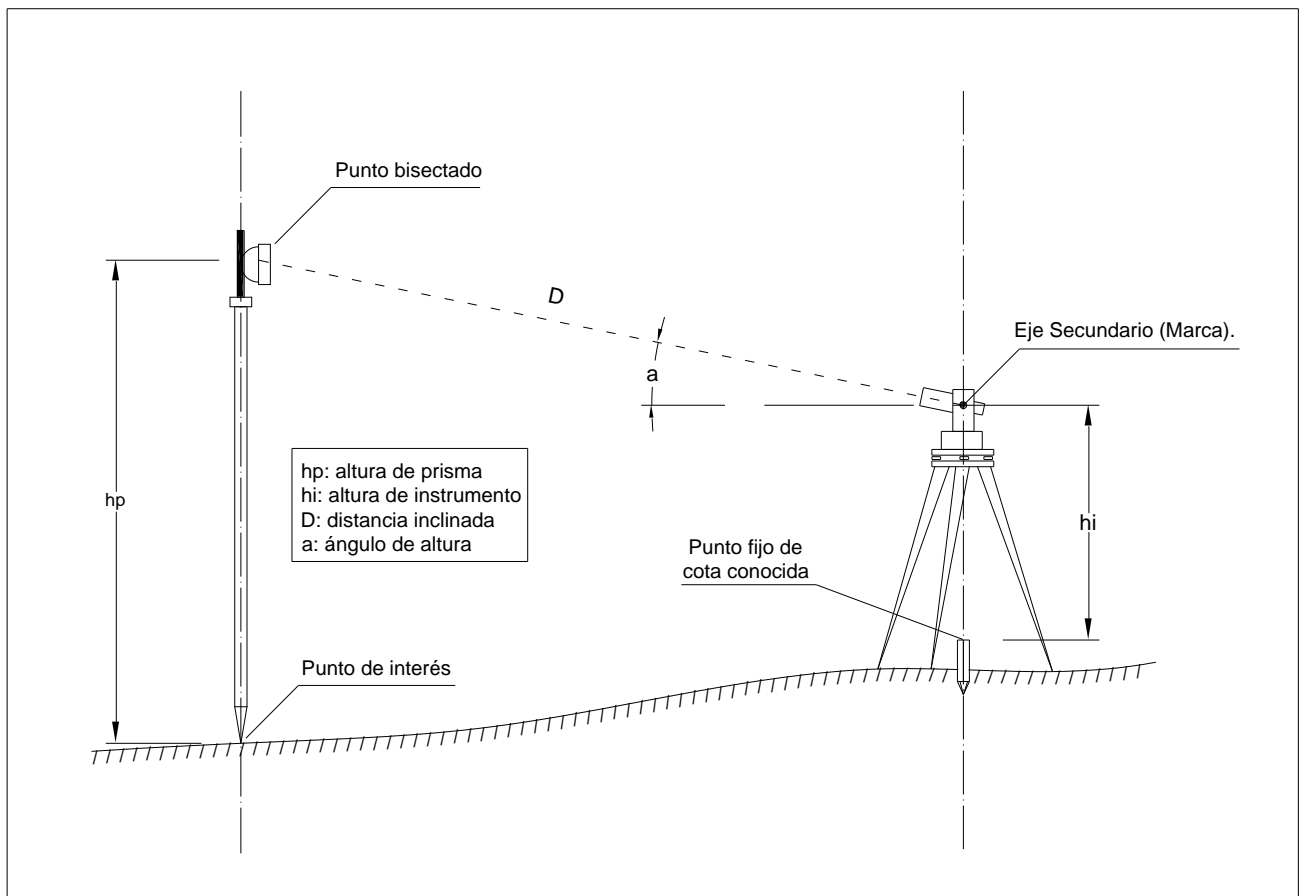 Punto bisectado
D
Eje Secundario (Marca).
a
hp: altura de prisma
hi: altura de instrumento
D: distancia inclinada
a: ángulo de altura
hp
hi
Punto fijo de
cota conocida
Punto de interés